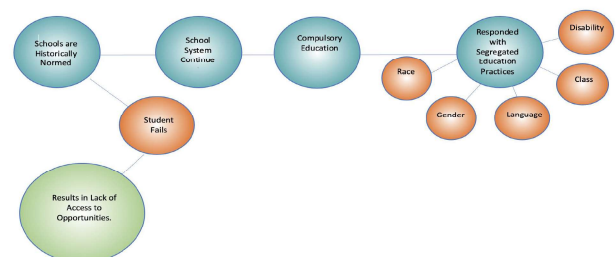 Schools are
Historically
Normed
School
System
Continue
Compulsory
Education
Responded
with
Segregated
Education
Practices
Disability
Race
Class
Gender
Language
Student
Fails
Results in Lack of
Access to
Opportunities.